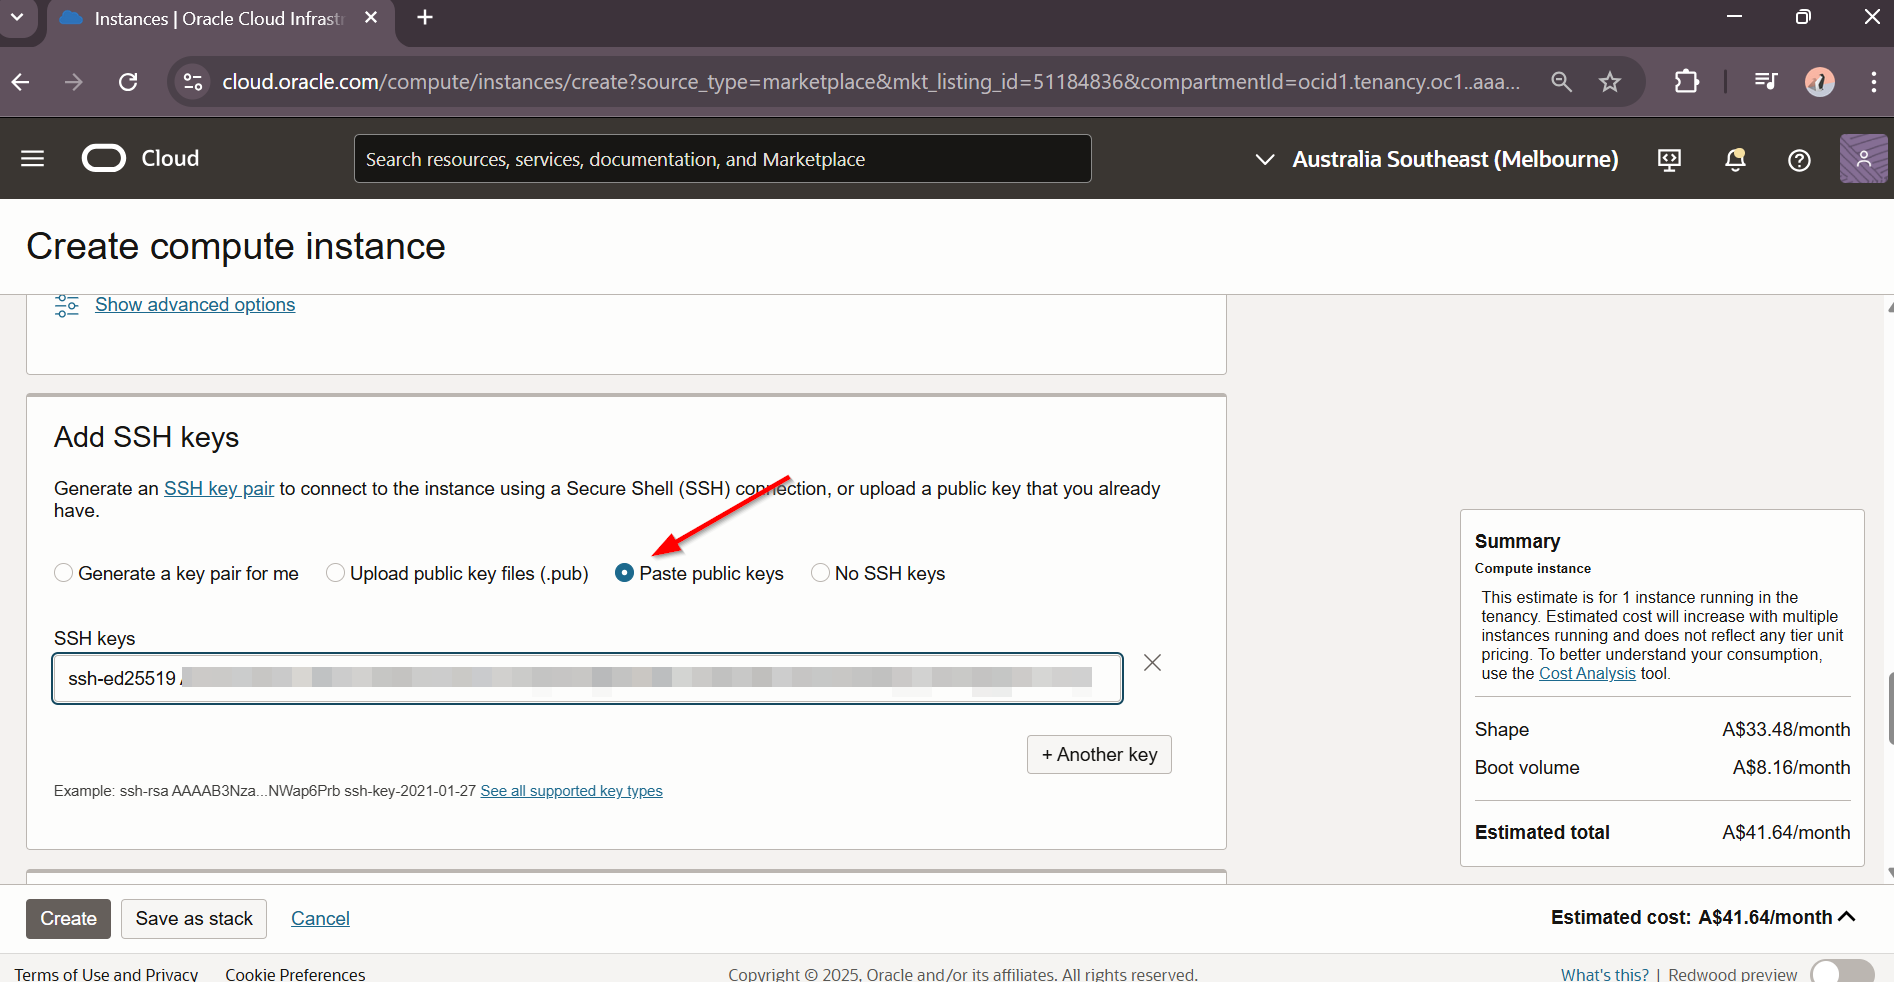 Instances | Oracle Cloud Infrastr
cloud.oracle.com/compute/instances/create?source_type=marketplace&mkt_listing_id=51184836&compartmentId=ocid1.tenancy.oc1..aaa...
Cloud
Search resources, services, documentation, and Marketplace
Australia Southeast (Melbourne)
Create compute instance
Show advanced options
Add SSH keys
Generate an SSH key pair to connect to the instance using a Secure Shell (SSH) connection, or upload a public key that you already
have.
Generate a key pair for me
Upload public key files (.pub)
Paste public keys
No SSH keys
SSH keys
ssh-ed25519
+ Another key
Example: ssh-rsa AAAAB3Nza...NWap6Prb ssh-key-2021-01-27 See all supported key types
Summary
Compute instance
This estimate is for 1 instance running in the
tenancy. Estimated cost will increase with multiple
instances running and does not reflect any tier unit
pricing. To better understand your consumption,
use the Cost Analysis tool.
Shape A$33.48/month
Boot volume A$8.16/month
Estimated total A$41.64/month
Create
Save as stack
Cancel
Estimated cost: A$41.64/month
Terms of Use and Privacy
Cookie Preferences
Copyright © 2025, Oracle and/or its affiliates. All rights reserved.
What's this? | Redwood preview